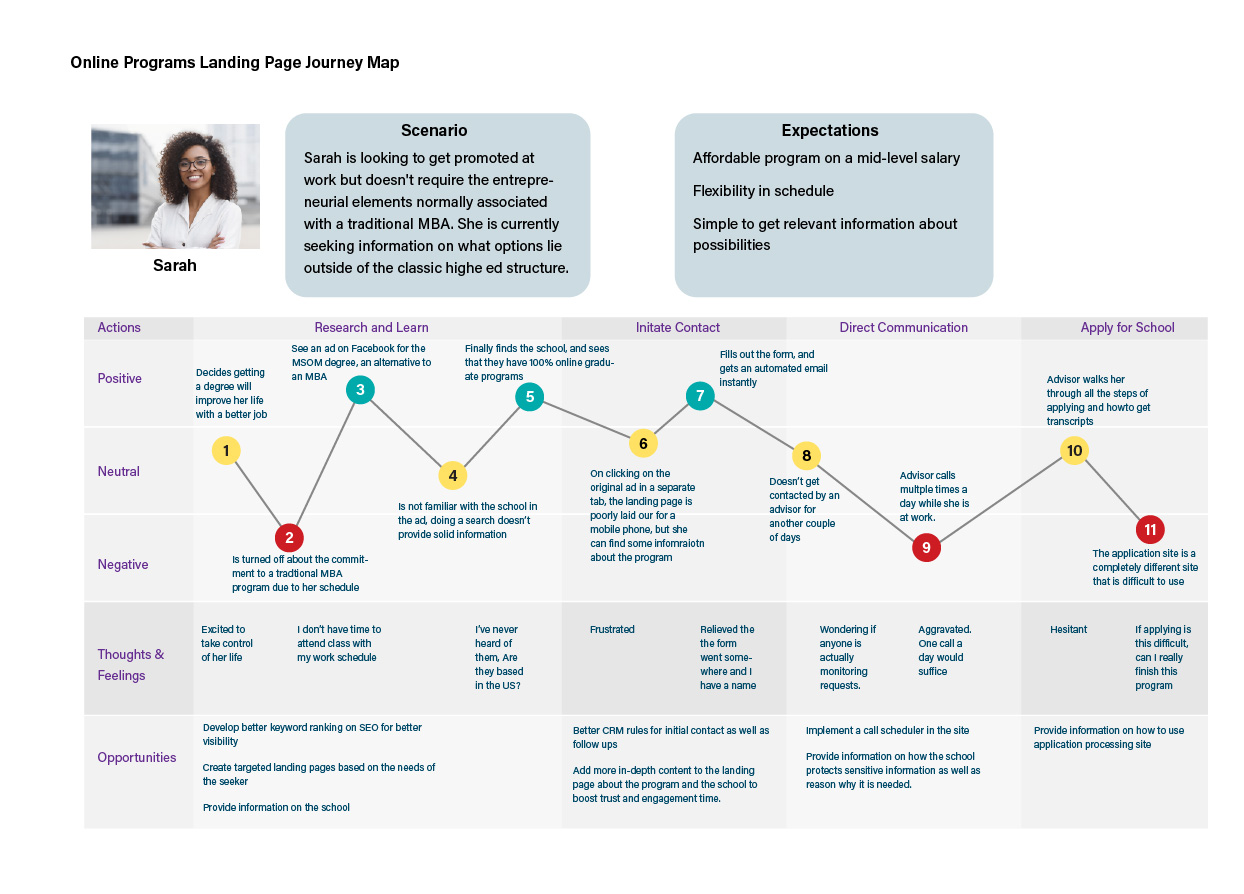 Online Programs Landing Page Journey Map
Scenario
Sarah is looking to get promoted at
work but doesn't require the entrepre-
neurial elements normally associated
with a traditional MBA. She is currently
seeking information on what options lie
outside of the classic highe ed structure.
Expectations
Affordable program on a mid-level salary
Flexibility in schedule
Simple to get relevant information about
possibilities
Sarah
Actions
Research and Learn
Initate Contact
Direct Communication
Apply for School
Positive
Neutral
Negative
Decides getting
a degree will
improve her life
with a better job
1
2
Is turned off about the commit-
ment to a tradtional MBA
program due to her schedule
See an ad on Facebook for the
MSOM degree, an alternative to
an MBA
3
4
Is not familiar with the school in
the ad, doing a search doesn't
provide solid information
Finally finds the school, and sees
that they have 100% online gradu-
ate programs
5
6
On clicking on the
original ad in a separate
tab, the landing page is
poorly laid our for a
mobile phone, but she
can find some infomraiotn
about the program
Fills out the form, and
gets an automated email
instantly
7
8
Doesn't get
contacted by an
advisor for
another couple
of days
Advisor calls
multple times a
day while she is
at work.
9
Advisor walks her
through all the steps of
applying and howto get
transcripts
10
11
The application site is a
completely different site
that is difficult to use
Thoughts &
Feelings
Excited to
take control
of her life
I don't have time to
attend class with
my work schedule
I've never
heard of
them, Are
they based
in the US?
Frustrated
Relieved the
the form
went some-
where and I
have a name
Wondering if
anyone is
actually
monitoring
requests.
Aggravated.
One call a
day would
suffice
Hesitant
If applying is
this difficult,
can I really
finish this
program
Opportunities
Develop better keyword ranking on SEO for better
visibility
Create targeted landing pages based on the needs of
the seeker
Provide information on the school
Better CRM rules for initial contact as well as
follow ups
Add more in-depth content to the landing
page about the program and the school to
boost trust and engagement time.
Implement a call scheduler in the site
Provide information on how the school
protects sensitive information as well as
reason why it is needed.
Provide information on how to use
application processing site